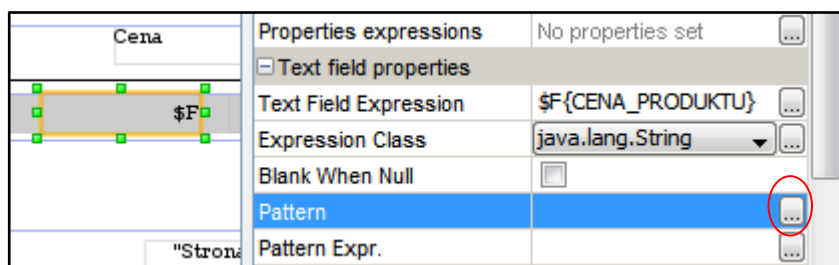 Cena
Properties expressions No properties set ...
Text field properties
$F Text Field Expression $F{CENA_PRODUKTU} ...
Expression Class java.lang.String ...
Blank When Null
Pattern ...
"Strona Pattern Expr. ...